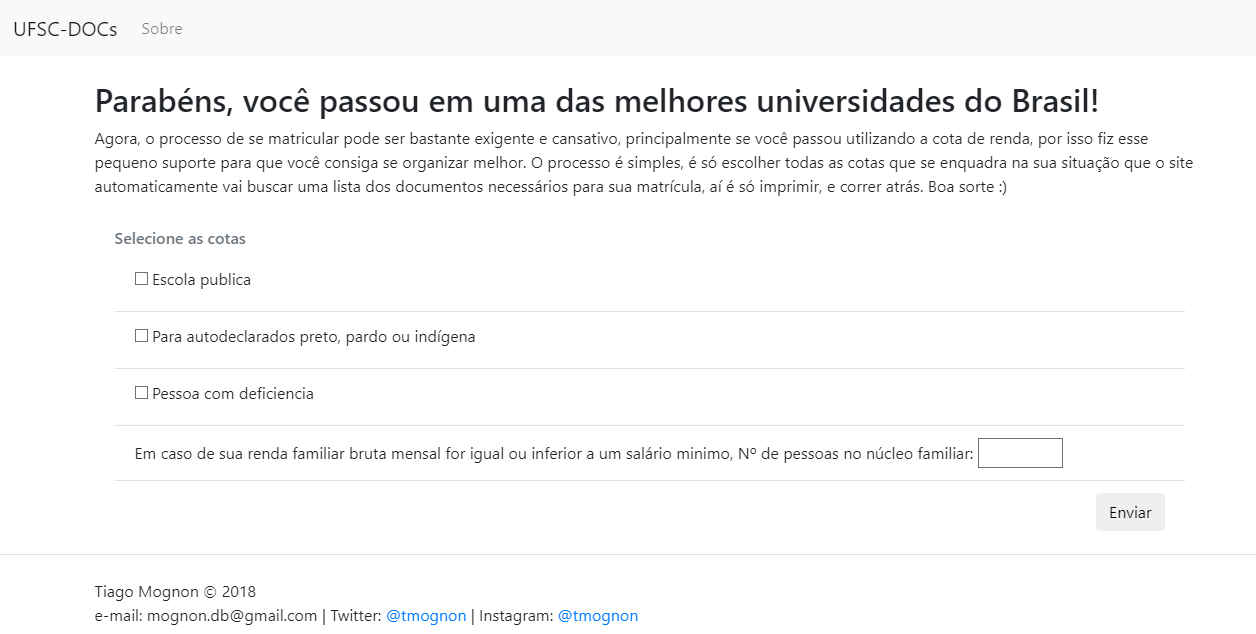 UFSC-DOCs Sobre
Parabéns, você passou em uma das melhores universidades do Brasil!
Agora, o processo de se matricular pode ser bastante exigente e cansativo, principalmente se você passou utilizando a cota de renda, por isso fiz esse
pequeno suporte para que você consiga se organizar melhor. O processo é simples, é só escolher todas as cotas que se enquadra na sua situação que o site
automaticamente vai buscar uma lista dos documentos necessários para sua matrícula, aí é só imprimir, e correr atrás. Boa sorte :)
Selecione as cotas
Escola publica
Para autodeclarados preto, pardo ou indígena
Pessoa com deficiencia
Em caso de sua renda familiar bruta mensal for igual ou inferior a um salário minimo, Nº de pessoas no núcleo familiar:
Enviar
Tiago Mognon © 2018
e-mail: mognon.db@gmail.com | Twitter: @tmognon | Instagram: @tmognon